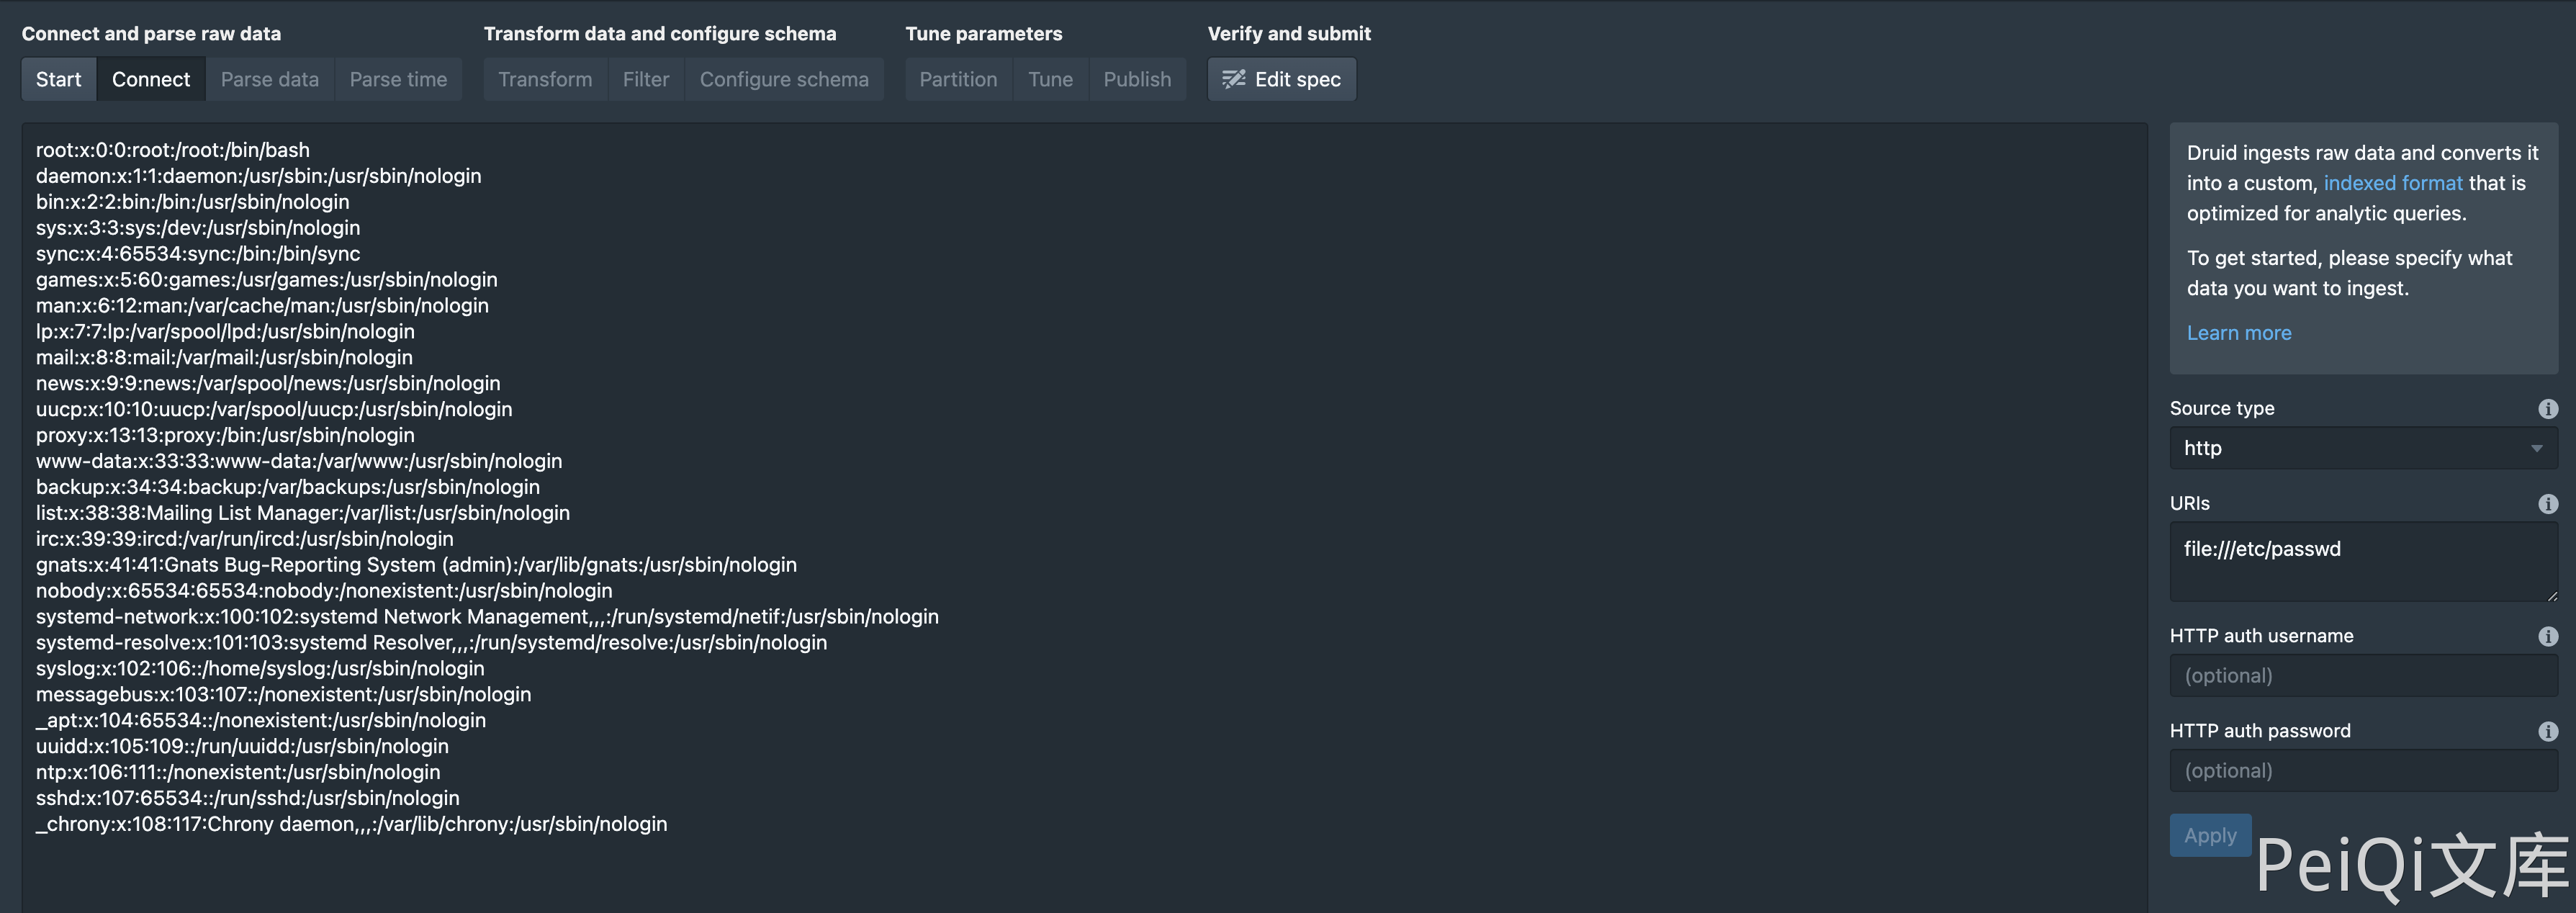 Connect and parse raw data
Transform data and configure schema
Tune parameters
Verify and submit
Start
Connect
Parse data
Parse time
Transform
Filter
Configure schema
Partition
Tune
Publish
Edit spec
root:x:0:0:root:/root:/bin/bash
daemon:x:1:1:daemon:/usr/sbin:/usr/sbin/nologin
bin:x:2:2:bin:/bin:/usr/sbin/nologin
sys:x:3:3:sys:/dev:/usr/sbin/nologin
sync:x:4:65534:sync:/bin:/bin/sync
games:x:5:60:games:/usr/games:/usr/sbin/nologin
man:x:6:12:man:/var/cache/man:/usr/sbin/nologin
lp:x:7:7:lp:/var/spool/lpd:/usr/sbin/nologin
mail:x:8:8:mail:/var/mail:/usr/sbin/nologin
news:x:9:9:news:/var/spool/news:/usr/sbin/nologin
uucp:x:10:10:uucp:/var/spool/uucp:/usr/sbin/nologin
proxy:x:13:13:proxy:/bin:/usr/sbin/nologin
www-data:x:33:33:www-data:/var/www:/usr/sbin/nologin
backup:x:34:34:backup:/var/backups:/usr/sbin/nologin
list:x:38:38:Mailing List Manager:/var/list:/usr/sbin/nologin
irc:x:39:39:ircd:/var/run/ircd:/usr/sbin/nologin
gnats:x:41:41:Gnats Bug-Reporting System (admin):/var/lib/gnats:/usr/sbin/nologin
nobody:x:65534:65534:nobody:/nonexistent:/usr/sbin/nologin
systemd-network:x:100:102:systemd Network Management,,,:/run/systemd/netif:/usr/sbin/nologin
systemd-resolve:x:101:103:systemd Resolver,,,:/run/systemd/resolve:/usr/sbin/nologin
syslog:x:102:106::/home/syslog:/usr/sbin/nologin
messagebus:x:103:107::/nonexistent:/usr/sbin/nologin
_apt:x:104:65534::/nonexistent:/usr/sbin/nologin
uuidd:x:105:109::/run/uuidd:/usr/sbin/nologin
ntp:x:106:111::/nonexistent:/usr/sbin/nologin
sshd:x:107:65534::/run/sshd:/usr/sbin/nologin
_chrony:x:108:117:Chrony daemon,,,:/var/lib/chrony:/usr/sbin/nologin
Druid ingests raw data and converts it
into a custom, indexed format that is
optimized for analytic queries.
To get started, please specify what
data you want to ingest.
Learn more
Source type
http
URIs
file:///etc/passwd
HTTP auth username
(optional)
HTTP auth password
(optional)
Apply
PeiQi文库